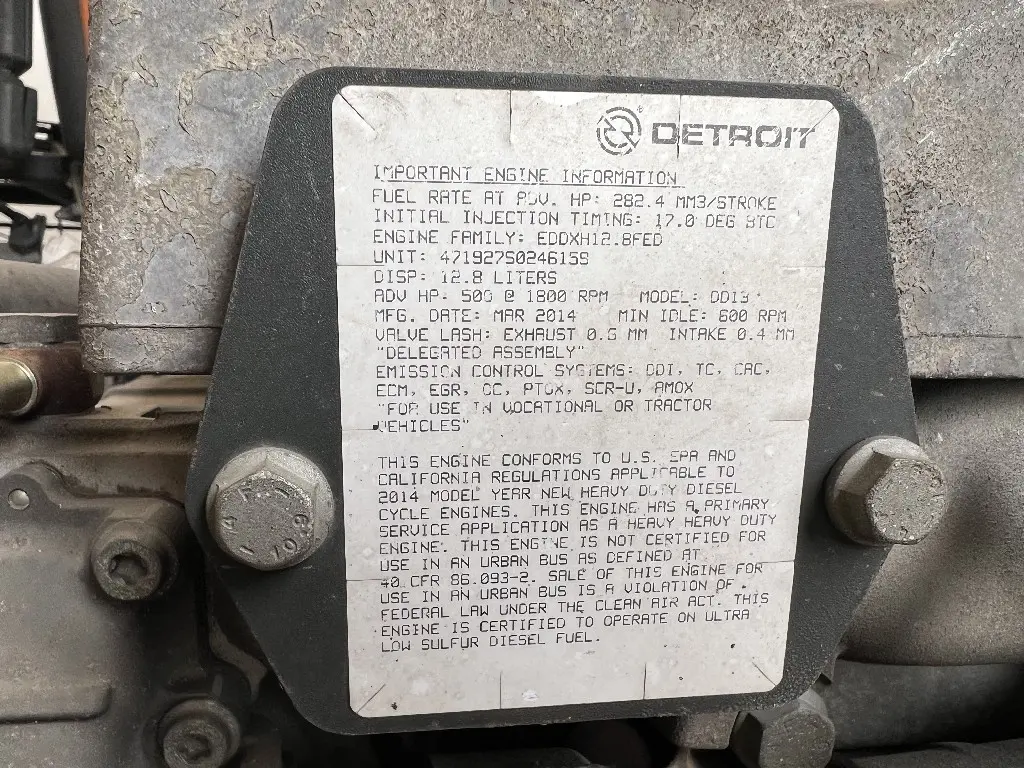 DETROIT
IMPORTANT ENGINE INFORMATION
FUEL RATE AT ADV. HP: 282.4 MM3/STROKE
INITIAL INJECTION TIMING: 17.0 DEG BTC
ENGINE FAMILY: EDDXH12.8FED
UNIT: 471927S0246159
DISP: 12.8 LITERS
ADV HP: 500 @ 1800 RPM MODEL: DD13
MFG. DATE: MAR 2014 MIN IDLE: 600 RPM
VALVE LASH: EXHAUST INTAKE 0.4 MM
"DELEGATED ASSEMBLY"
EMISSION CONTROL SYSTEMS: DDI, TC, CAC,
ECM, EGR, OC, PTOX, SCR-U, AMOX
"FOR USE IN VOCATIONAL OR TRACTOR
VEHICLES"
THIS ENGINE CONFORMS TO U.S. EPA AND
CALIFORNIA REGULATIONS APPLICABLE TO
2014 MODEL YEAR NEW HEAVY DUTY DIESEL
CYCLE ENGINES. THIS ENGINE HAS A PRIMARY
SERVICE APPLICATION AS A HEAVY HEAVY DUTY
ENGINE. THIS ENGINE IS NOT CERTIFIED FOR
USE IN AN URBAN BUS AS DEFINED AT
40 CFR 86.093-2. SALE OF THIS ENGINE FOR
USE IN AN URBAN BUS IS A VIOLATION OF
FEDERAL LAW UNDER THE CLEAN AIR ACT. THIS
ENGINE IS CERTIFIED TO OPERATE ON ULTRA
LOW SULFUR DIESEL FUEL.
10.9